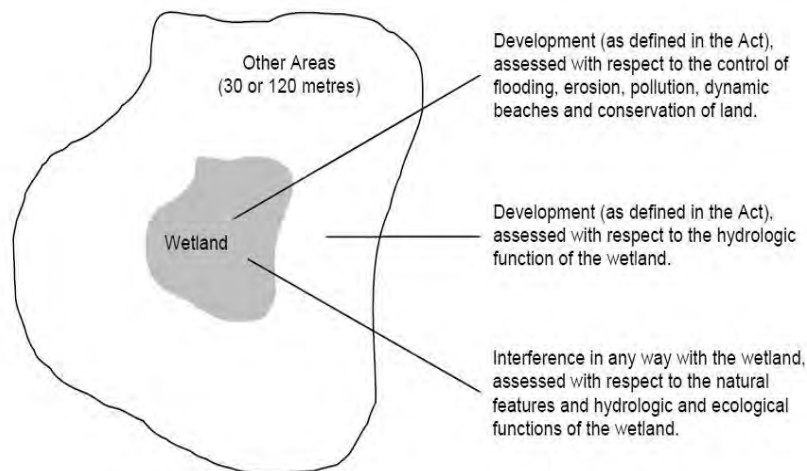 Other Areas
(30 or 120 metres)
Wetland
Development (as defined in the Act),
assessed with respect to the control of
flooding, erosion, pollution, dynamic
beaches and conservation of land.
Development (as defined in the Act),
assessed with respect to the hydrologic
function of the wetland.
Interference in any way with the wetland,
assessed with respect to the natural
features and hydrologic and ecological
functions of the wetland.